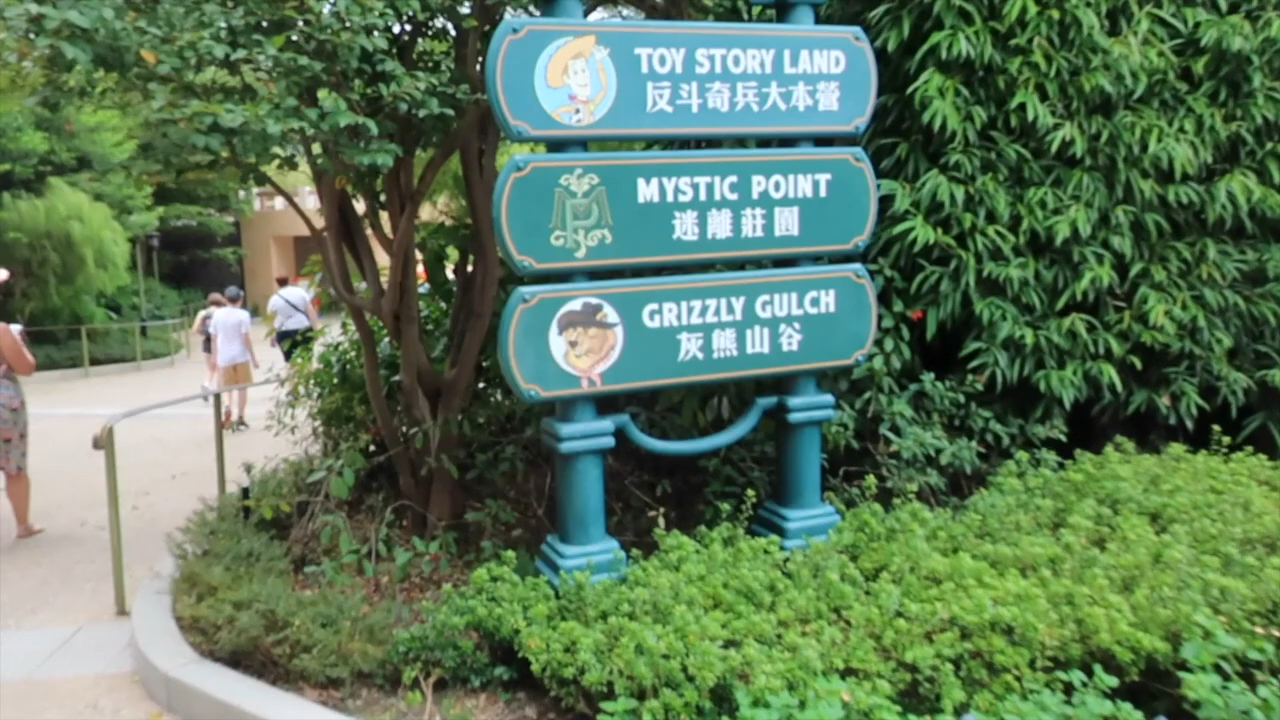 TOY STORY LAND
反斗奇兵大本營
MP
MYSTIC POINT
迷離莊園
GRIZZLY GULCH
灰熊山谷